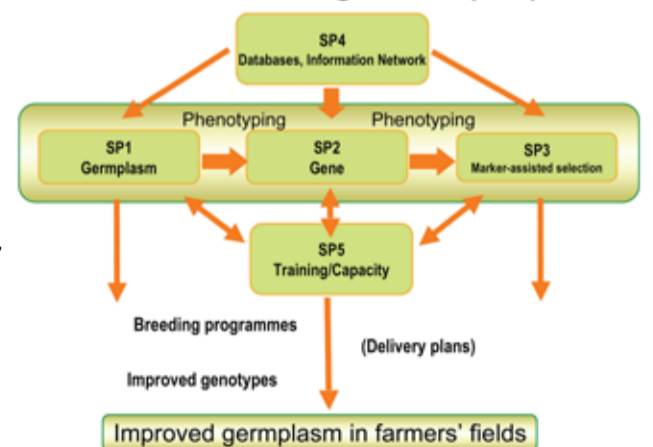 SP4
Databases, Information Network
Phenotyping
Phenotyping
SP1
Germplasm
SP2
Gene
SP3
Marker-assisted selection
SP5
Training/Capacity
Breeding programmes
(Delivery plans)
Improved genotypes
Improved germplasm in farmers' fields